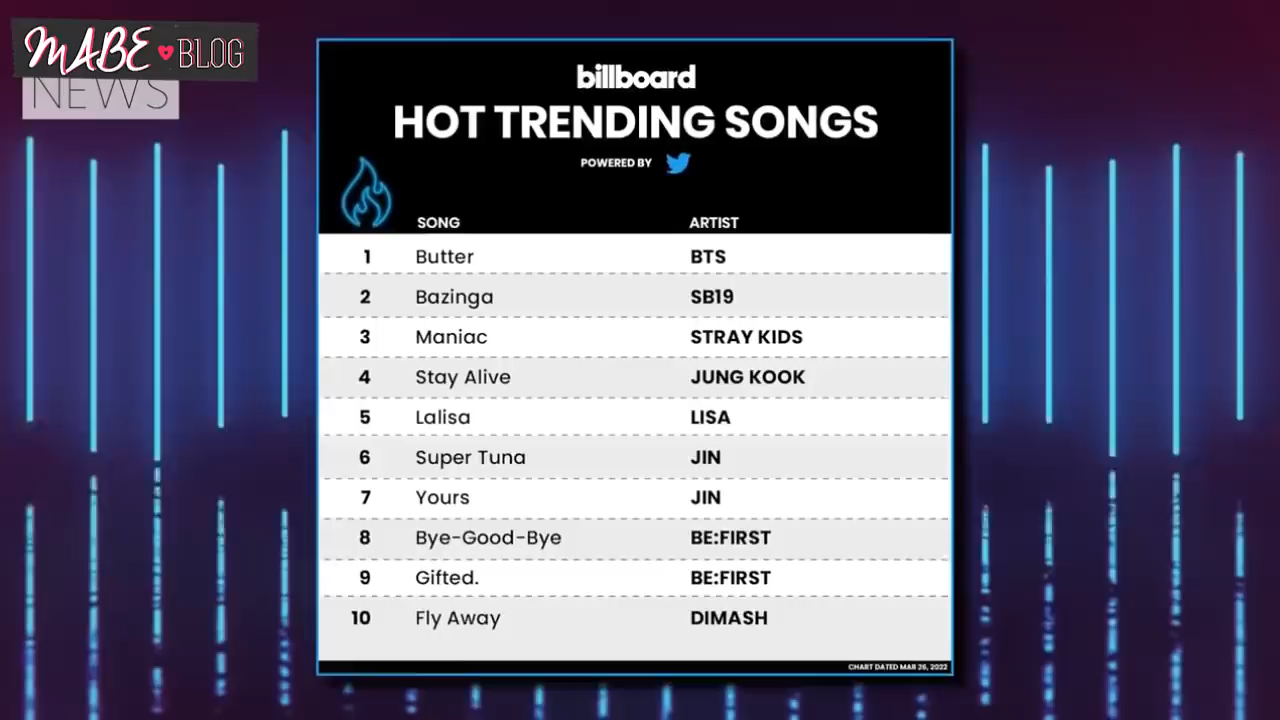 MABE BLOG
NEWS
billboard
HOT TRENDING SONGS
POWERED BY
SONG ARTIST
1 Butter BTS
2 Bazinga SB19
3 Maniac STRAY KIDS
4 Stay Alive JUNG KOOK
5 Lalisa LISA
6 Super Tuna JIN
7 Yours JIN
8 Bye-Good-Bye BE:FIRST
9 Gifted. BE:FIRST
10 Fly Away DIMASH
CHART DATED MAR 26, 2022